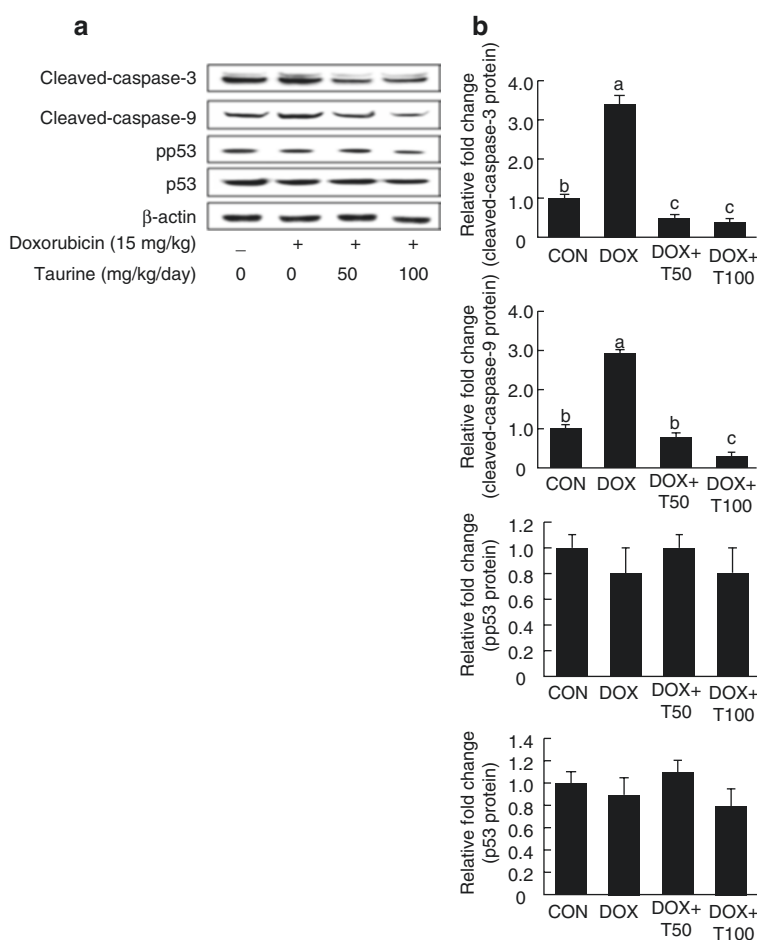 a
Cleaved-caspase-3
Cleaved-caspase-9
pp53
p53
β-actin
Doxorubicin (15 mg/kg) – + + +
Taurine (mg/kg/day) 0 0 50 100
b
Relative fold change
(cleaved-caspase-3 protein)
4.0
3.0
2.0
1.0
0
b
a
c
c
CON DOX DOX+ DOX+
T50 T100
Relative fold change
(cleaved-caspase-9 protein)
4.0
3.0
2.0
1.0
0
b
a
b
c
CON DOX DOX+ DOX+
T50 T100
Relative fold change
(pp53 protein)
1.2
1.0
0.8
0.6
0.4
0.2
0
CON DOX DOX+ DOX+
T50 T100
Relative fold change
(p53 protein)
1.4
1.2
1.0
0.8
0.6
0.4
0.2
0
CON DOX DOX+ DOX+
T50 T100